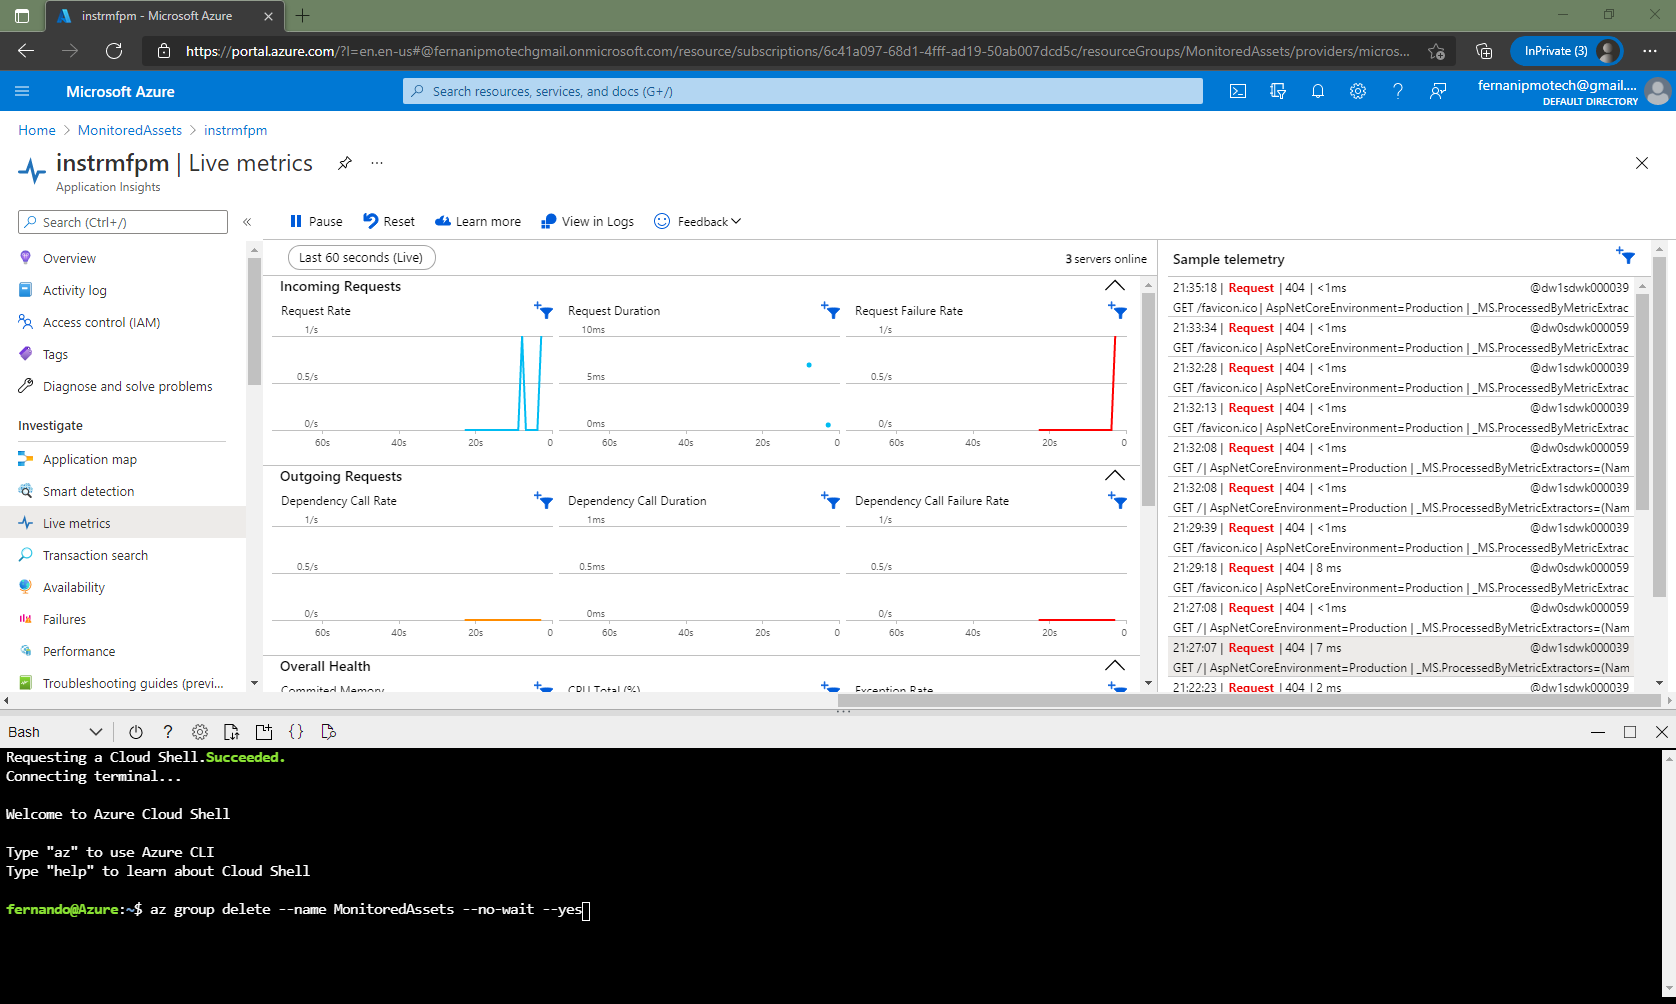 instrmfpm - Microsoft Azure
https://portal.azure.com/?l=en.en-us#@fernanipmotechgmail.onmicrosoft.com/resource/subscriptions/6c41a097-68d1-4fff-ad19-50ab007dcd5c/resourceGroups/MonitoredAssets/providers/micros...
InPrivate (3)
Microsoft Azure
Search resources, services, and docs (G+/)
fernanipmotech@gmail....
DEFAULT DIRECTORY
Home > MonitoredAssets > instrmfpm
instrmfpm | Live metrics
Application Insights
Search (Ctrl+/)
Overview
Activity log
Access control (IAM)
Tags
Diagnose and solve problems
Investigate
Application map
Smart detection
Live metrics
Transaction search
Availability
Failures
Performance
Troubleshooting guides (previ...
Pause Reset Learn more View in Logs Feedback
Last 60 seconds (Live)
3 servers online
Incoming Requests
Request Rate
1/s
0.5/s
0/s
60s 40s 20s 0
Request Duration
10ms
5ms
0ms
60s 40s 20s 0
Request Failure Rate
1/s
0.5/s
0/s
60s 40s 20s 0
Outgoing Requests
Dependency Call Rate
1/s
0.5/s
0/s
60s 40s 20s 0
Dependency Call Duration
1ms
0.5ms
0ms
60s 40s 20s 0
Dependency Call Failure Rate
1/s
0.5/s
0/s
60s 40s 20s 0
Overall Health
Commited Memory
CPU Total (%)
Exception Rate
Sample telemetry
21:35:18 | Request | 404 | <1ms @dw1sdwk000039
GET /favicon.ico | AspNetCoreEnvironment=Production | _MS.ProcessedByMetricExtrac
21:33:34 | Request | 404 | <1ms @dw0sdwk000059
GET /favicon.ico | AspNetCoreEnvironment=Production | _MS.ProcessedByMetricExtrac
21:32:28 | Request | 404 | <1ms @dw1sdwk000039
GET /favicon.ico | AspNetCoreEnvironment=Production | _MS.ProcessedByMetricExtrac
21:32:13 | Request | 404 | <1ms @dw1sdwk000039
GET /favicon.ico | AspNetCoreEnvironment=Production | _MS.ProcessedByMetricExtrac
21:32:08 | Request | 404 | <1ms @dw0sdwk000059
GET / | AspNetCoreEnvironment=Production | _MS.ProcessedByMetricExtractors=(Nam
21:32:08 | Request | 404 | <1ms @dw1sdwk000039
GET / | AspNetCoreEnvironment=Production | _MS.ProcessedByMetricExtractors=(Nam
21:29:39 | Request | 404 | <1ms @dw1sdwk000039
GET /favicon.ico | AspNetCoreEnvironment=Production | _MS.ProcessedByMetricExtrac
21:29:18 | Request | 404 | 8 ms @dw0sdwk000059
GET /favicon.ico | AspNetCoreEnvironment=Production | _MS.ProcessedByMetricExtrac
21:27:08 | Request | 404 | <1ms @dw0sdwk000059
GET / | AspNetCoreEnvironment=Production | _MS.ProcessedByMetricExtractors=(Nam
21:27:07 | Request | 404 | 7 ms @dw1sdwk000039
GET / | AspNetCoreEnvironment=Production | _MS.ProcessedByMetricExtractors=(Nam
21:22:23 | Request | 404 | 2 ms @dw1sdwk000039
Bash
Requesting a Cloud Shell.Succeeded.
Connecting terminal...
Welcome to Azure Cloud Shell
Type "az" to use Azure CLI
Type "help" to learn about Cloud Shell
fernando@Azure:~$ az group delete --name MonitoredAssets --no-wait --yes